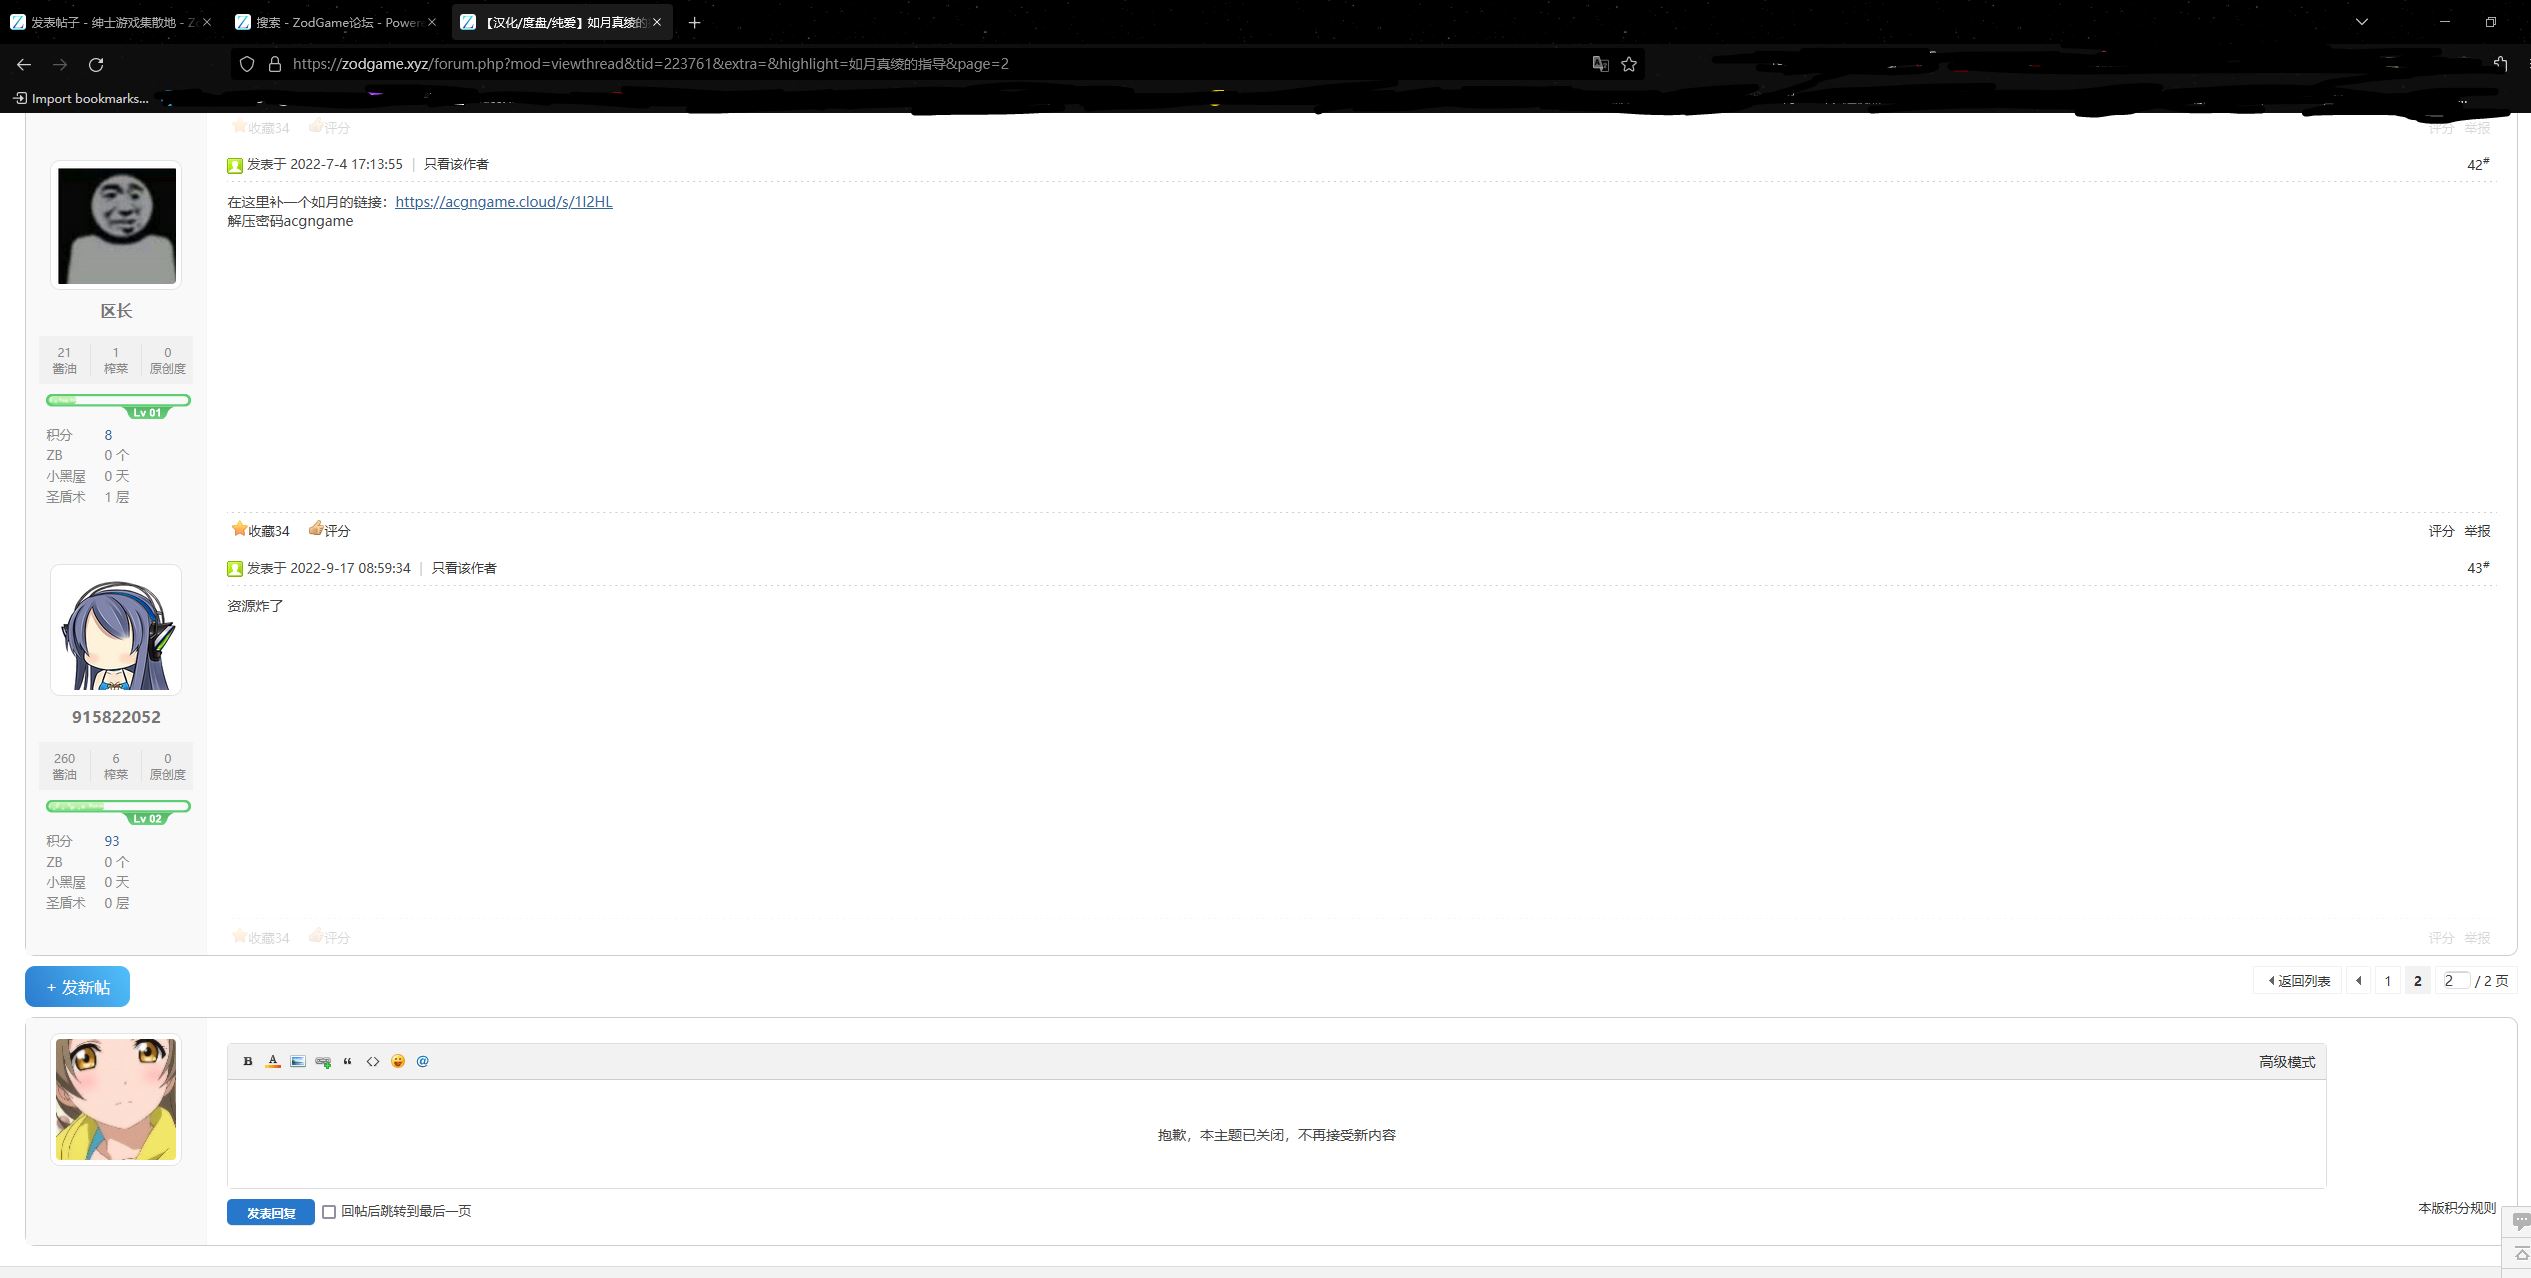 发表帖子 - 绅士游戏集散地 - Z
搜索 - ZodGame论坛 - Power
【汉化/度盘/纯爱】如月真绫的
https://zodgame.xyz/forum.php?mod=viewthread&tid=223761&extra=&highlight=如月真绫的指导&page=2
Import bookmarks...
收藏34 评分
评分 举报
发表于 2022-7-4 17:13:55 | 只看该作者
42#
在这里补一个如月的链接：https://acgngame.cloud/s/1l2HL
解压密码acgngame
区长
21 1 0
酱油 榨菜 原创度
Lv 01
积分 8
ZB 0 个
小黑屋 0 天
圣盾术 1 层
收藏34 评分
评分 举报
发表于 2022-9-17 08:59:34 | 只看该作者
43#
资源炸了
915822052
260 6 0
酱油 榨菜 原创度
Lv 02
积分 93
ZB 0 个
小黑屋 0 天
圣盾术 0 层
收藏34 评分
评分 举报
+ 发新帖
返回列表 1 2 2 / 2 页
B A “ <> @
高级模式
抱歉，本主题已关闭，不再接受新内容
发表回复 回帖后跳转到最后一页
本版积分规则